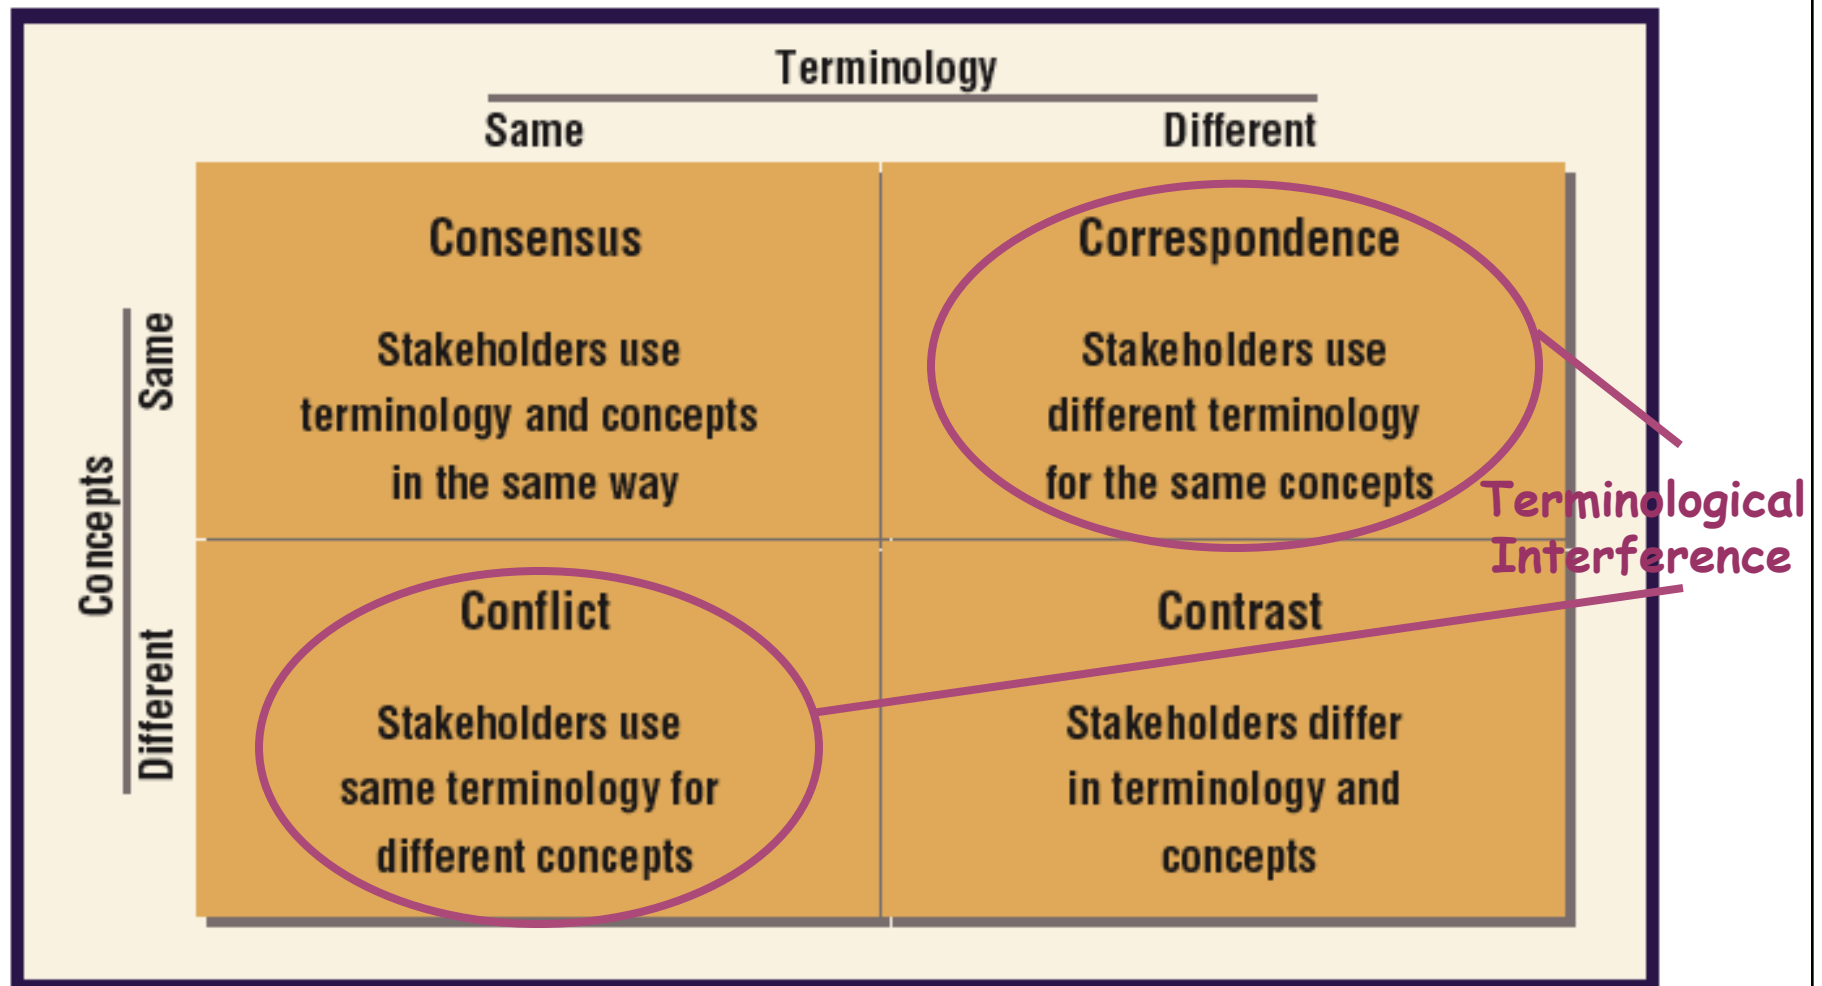 Terminology
Same
Different
Concepts
Same
Different
Consensus
Stakeholders use
terminology and concepts
in the same way
Correspondence
Stakeholders use
different terminology
for the same concepts
Conflict
Stakeholders use
same terminology for
different concepts
Contrast
Stakeholders differ
in terminology and
concepts
Terminological
Interference